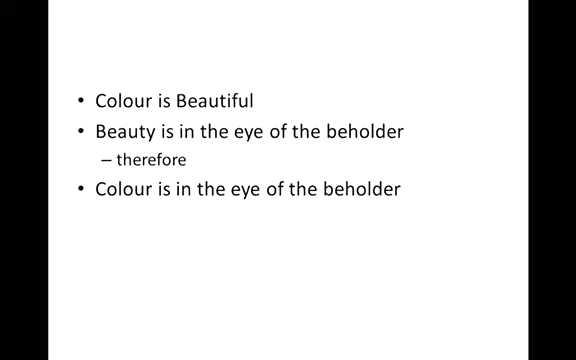 • Colour is Beautiful
• Beauty is in the eye of the beholder
– therefore
• Colour is in the eye of the beholder